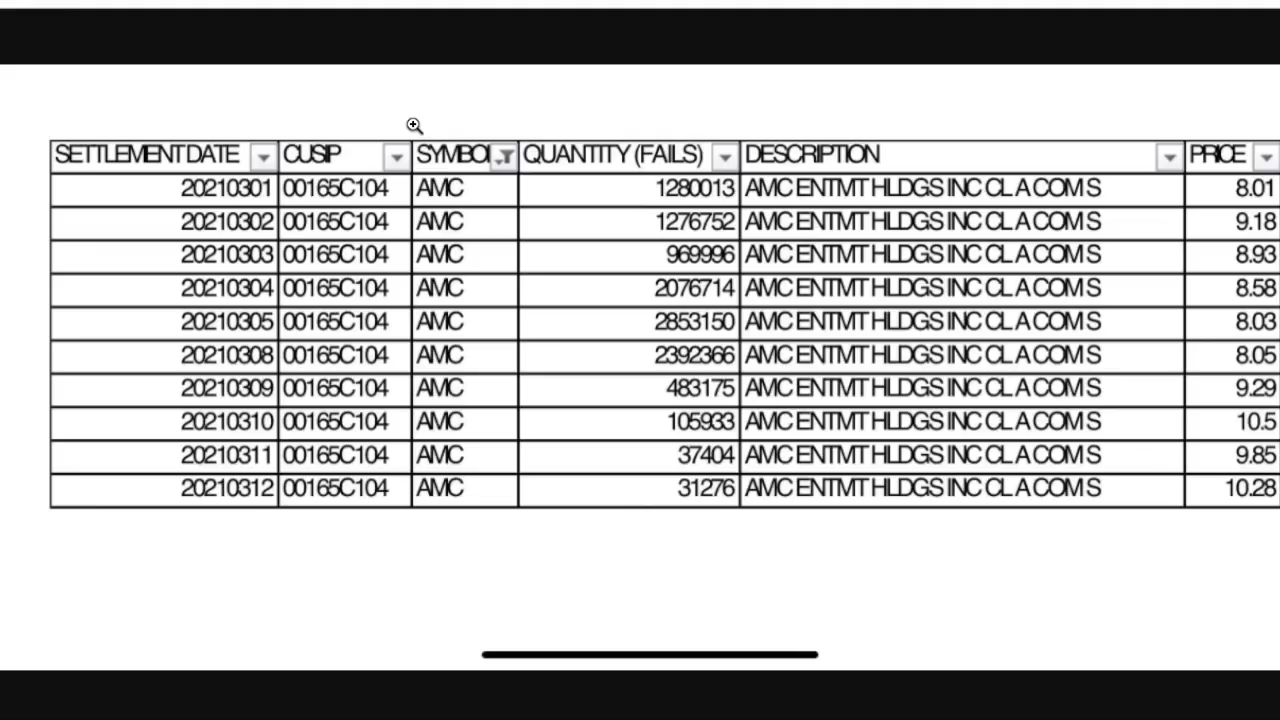 SETTLEMENT DATE CUSIP SYMBOL QUANTITY (FAILS) DESCRIPTION PRICE
20210301 00165C104 AMC 1280013 AMC ENTMT HLDGS INC CL A COM S 8.01
20210302 00165C104 AMC 1276752 AMC ENTMT HLDGS INC CL A COM S 9.18
20210303 00165C104 AMC 969996 AMC ENTMT HLDGS INC CL A COM S 8.93
20210304 00165C104 AMC 2076714 AMC ENTMT HLDGS INC CL A COM S 8.58
20210305 00165C104 AMC 2853150 AMC ENTMT HLDGS INC CL A COM S 8.03
20210308 00165C104 AMC 2392366 AMC ENTMT HLDGS INC CL A COM S 8.05
20210309 00165C104 AMC 483175 AMC ENTMT HLDGS INC CL A COM S 9.29
20210310 00165C104 AMC 105933 AMC ENTMT HLDGS INC CL A COM S 10.5
20210311 00165C104 AMC 37404 AMC ENTMT HLDGS INC CL A COM S 9.85
20210312 00165C104 AMC 31276 AMC ENTMT HLDGS INC CL A COM S 10.28